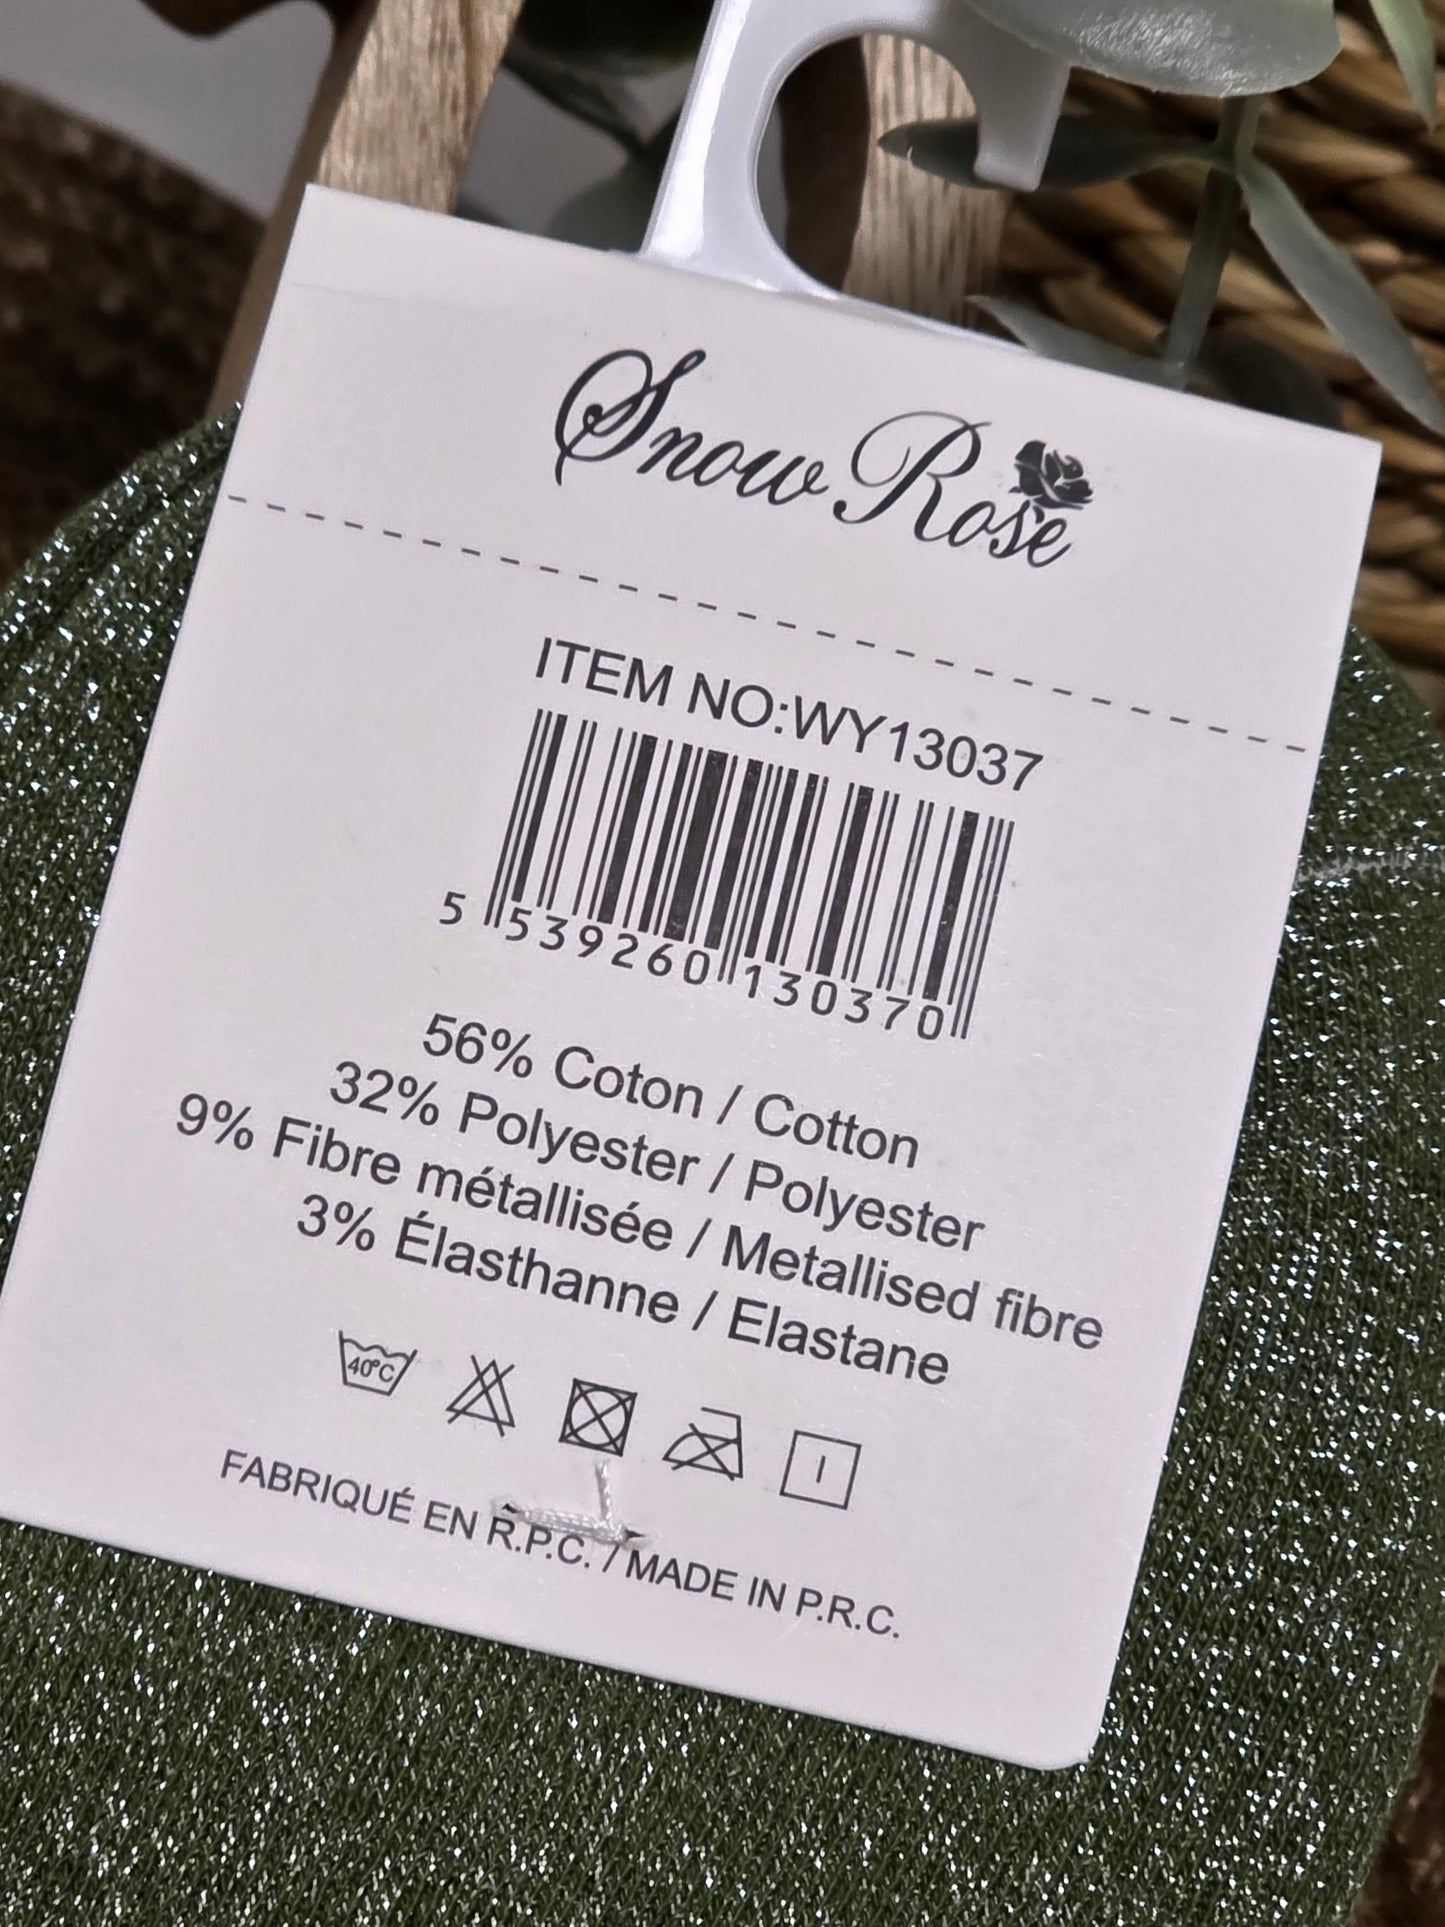 Snow Rose
ITEM NO:WY13037
5 539260 130370
56% Coton / Cotton
32% Polyester / Polyester
9% Fibre métallisée / Metallised fibre
3% Élasthanne / Elastane
40°C
FABRIQUÉ EN R.P.C. / MADE IN P.R.C.